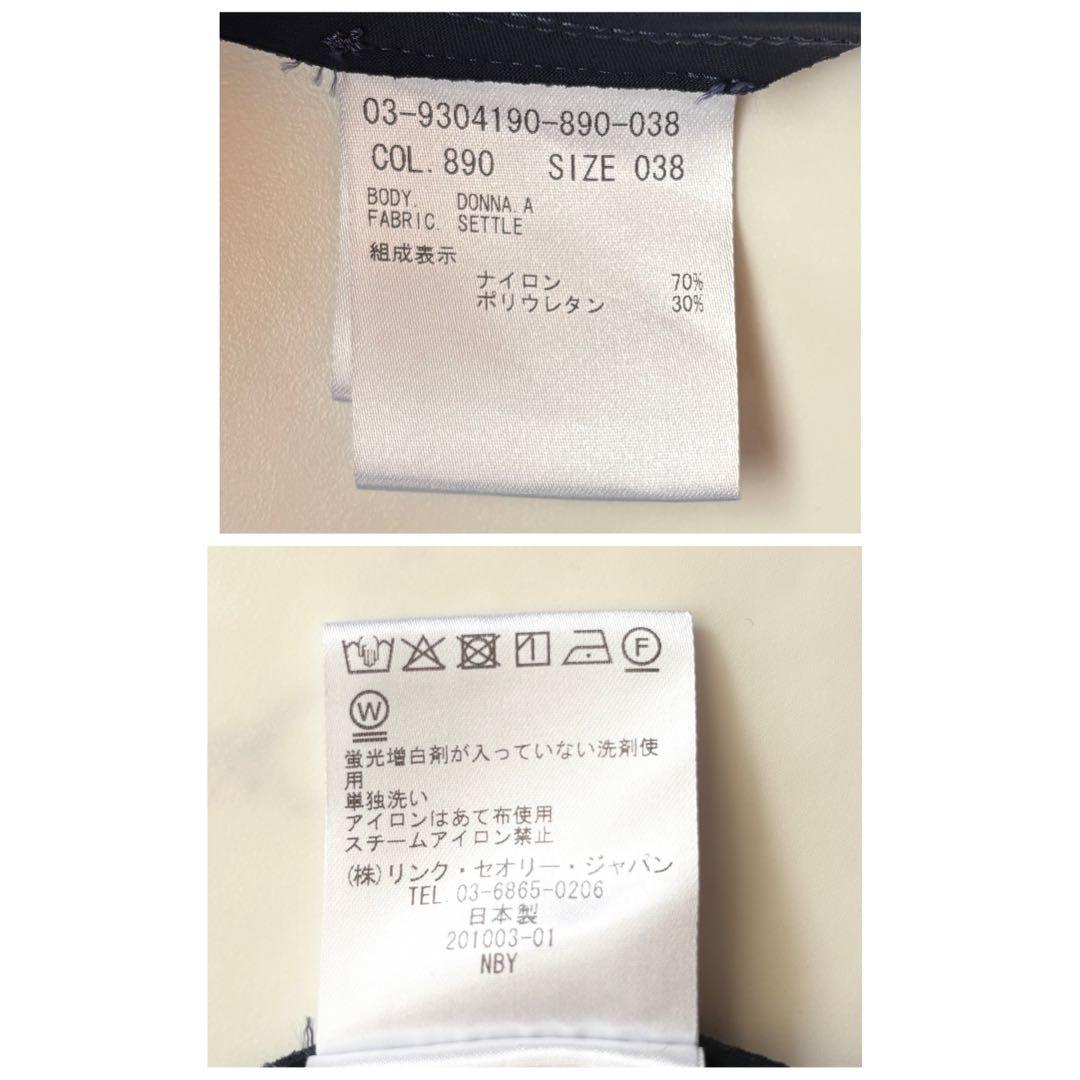 03-9304190-890-038
COL. 890 SIZE 038
BODY. DONNA.A
FABRIC. SETTLE
組成表示
ナイロン 70%
ポリウレタン 30%
F
W
蛍光増白剤が入っていない洗剤使
用
単独洗い
アイロンはあて布使用
スチームアイロン禁止
(株)リンク・セオリー・ジャパン
TEL.03-6865-0206
日本製
201003-01
NBY